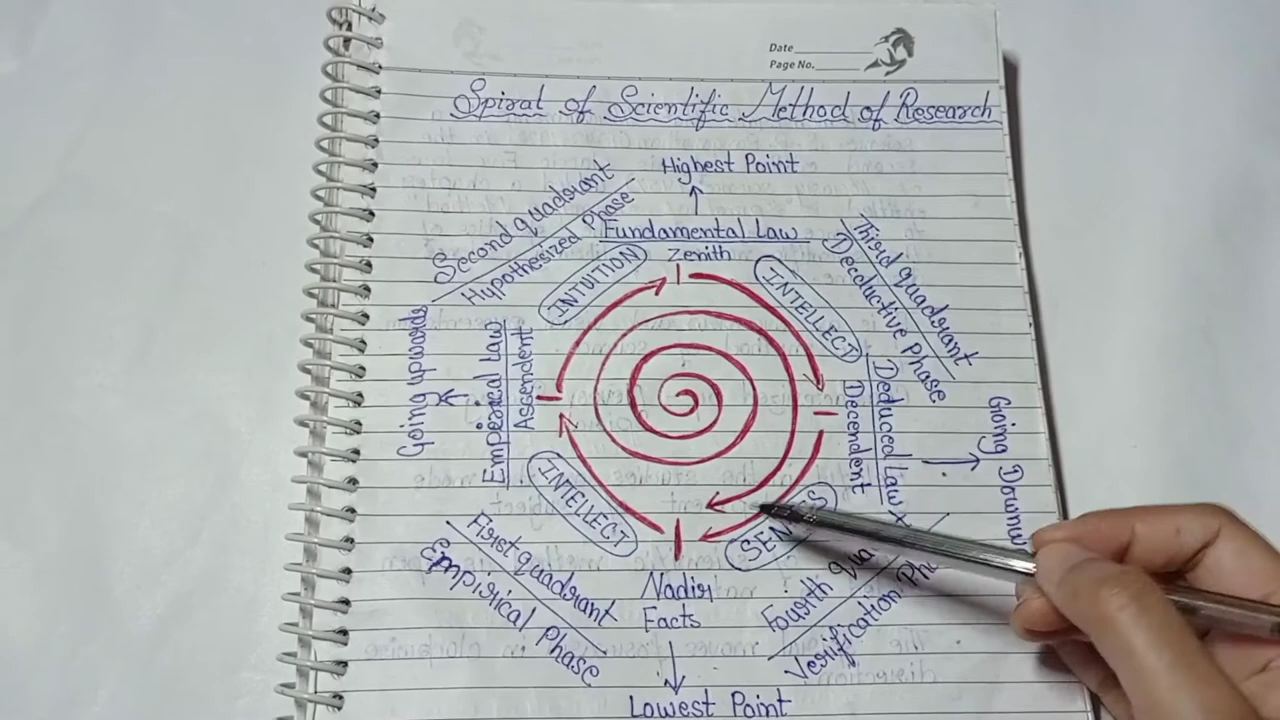 Date
Page No.
Spiral of Scientific Method of Research
Highest Point
Fundamental Law
Zenith
Second quadrant
Hypothesized Phase
INTUITION
INTELLECT
Third quadrant
Deductive Phase
Going upwards
Empirical Law
Assendent
Decendent
Deduced Law
Going Downw
INTELLECT
First quadrant
Empirical Phase
Nadir
Facts
Lowest Point
Fourth Qua
Verification Ph